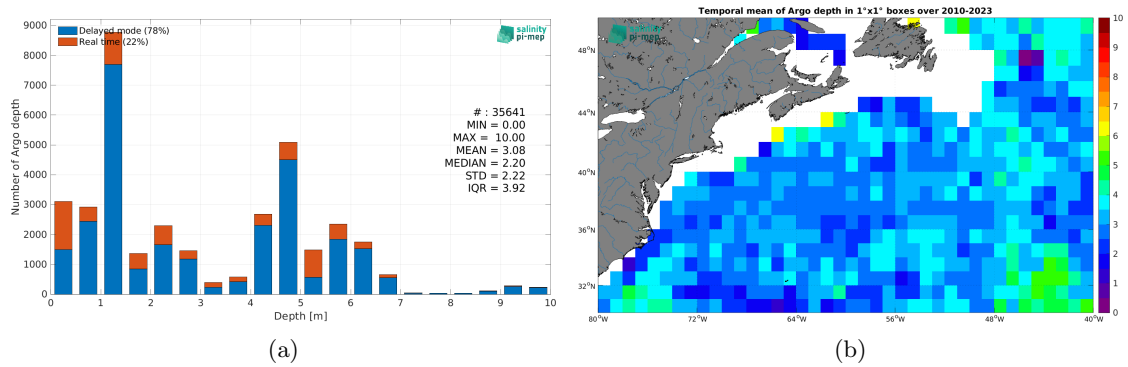 Delayed mode (78%)
Real time (22%)
salinity
pi-mep
# : 35641
MIN = 0.00
MAX = 10.00
MEAN = 3.08
MEDIAN = 2.20
STD = 2.22
IQR = 3.92
Number of Argo depth
9000
8000
7000
6000
5000
4000
3000
2000
1000
0
0 1 2 3 4 5 6 7 8 9 10
Depth [m]
(a)
Temporal mean of Argo depth in 1°x1° boxes over 2010-2023
salinity
pi-mep
48°N
44°N
40°N
36°N
32°N
80°W 72°W 64°W 56°W 48°W 40°W
10
9
8
7
6
5
4
3
2
1
0
(b)